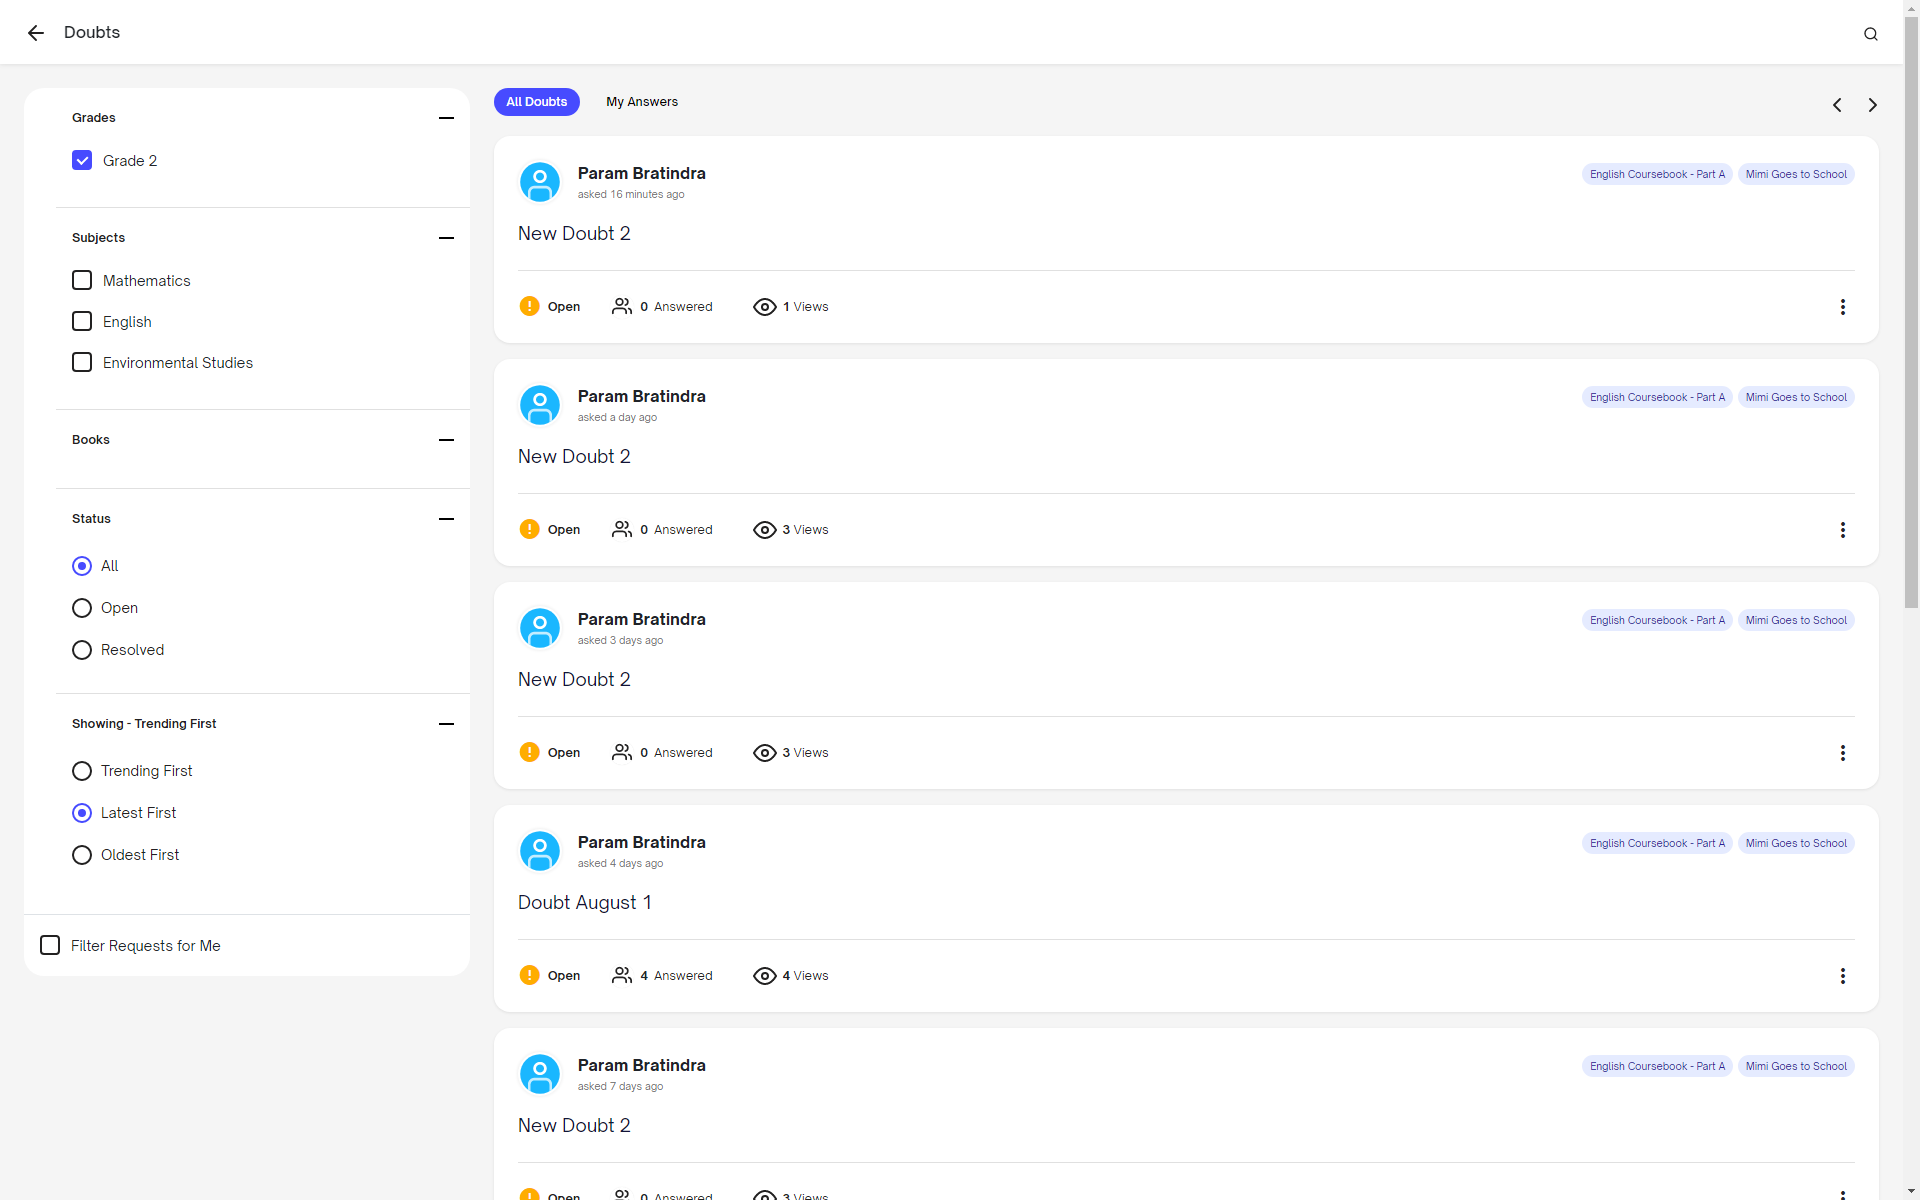 Doubts
Grades
Grade 2
Subjects
Mathematics
English
Environmental Studies
Books
Status
All
Open
Resolved
Showing - Trending First
Trending First
Latest First
Oldest First
Filter Requests for Me
All Doubts My Answers
Param Bratindra
asked 16 minutes ago
English Coursebook - Part A Mimi Goes to School
New Doubt 2
Open 0 Answered 1 Views
Param Bratindra
asked a day ago
English Coursebook - Part A Mimi Goes to School
New Doubt 2
Open 0 Answered 3 Views
Param Bratindra
asked 3 days ago
English Coursebook - Part A Mimi Goes to School
New Doubt 2
Open 0 Answered 3 Views
Param Bratindra
asked 4 days ago
English Coursebook - Part A Mimi Goes to School
Doubt August 1
Open 4 Answered 4 Views
Param Bratindra
asked 7 days ago
English Coursebook - Part A Mimi Goes to School
New Doubt 2
Open 0 Answered 3 Views